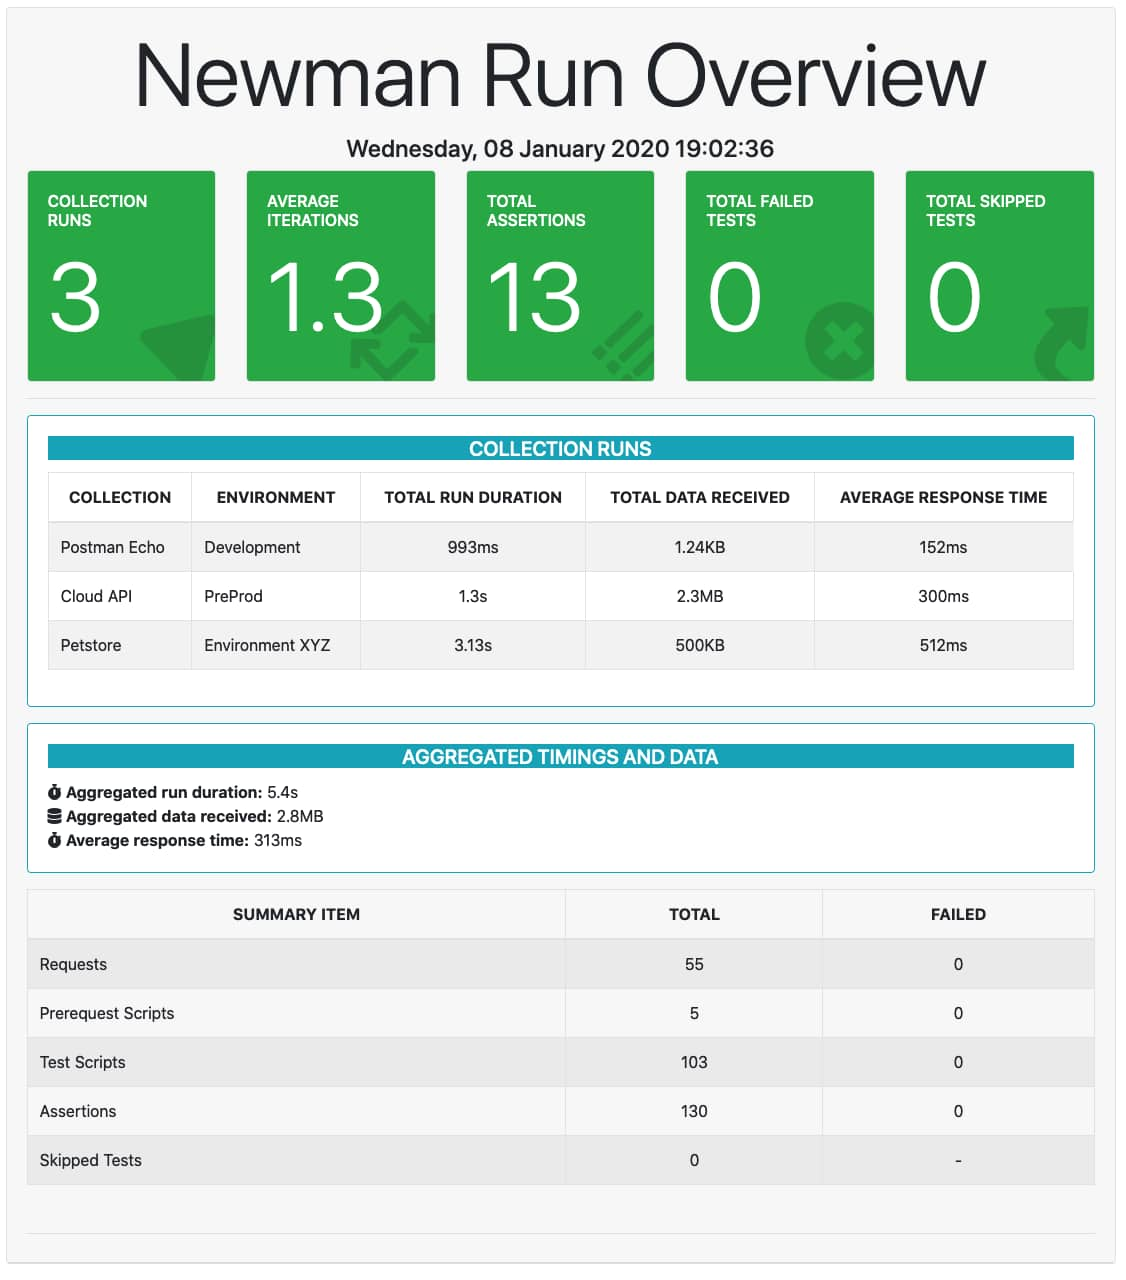 Newman Run Overview
Wednesday, 08 January 2020 19:02:36
COLLECTION
RUNS
3
AVERAGE
ITERATIONS
1.3
TOTAL
ASSERTIONS
13
TOTAL FAILED
TESTS
0
TOTAL SKIPPED
TESTS
0
COLLECTION RUNS
COLLECTION ENVIRONMENT TOTAL RUN DURATION TOTAL DATA RECEIVED AVERAGE RESPONSE TIME
Postman Echo Development 993ms 1.24KB 152ms
Cloud API PreProd 1.3s 2.3MB 300ms
Petstore Environment XYZ 3.13s 500KB 512ms
AGGREGATED TIMINGS AND DATA
Aggregated run duration: 5.4s
Aggregated data received: 2.8MB
Average response time: 313ms
SUMMARY ITEM TOTAL FAILED
Requests 55 0
Prerequest Scripts 5 0
Test Scripts 103 0
Assertions 130 0
Skipped Tests 0 -